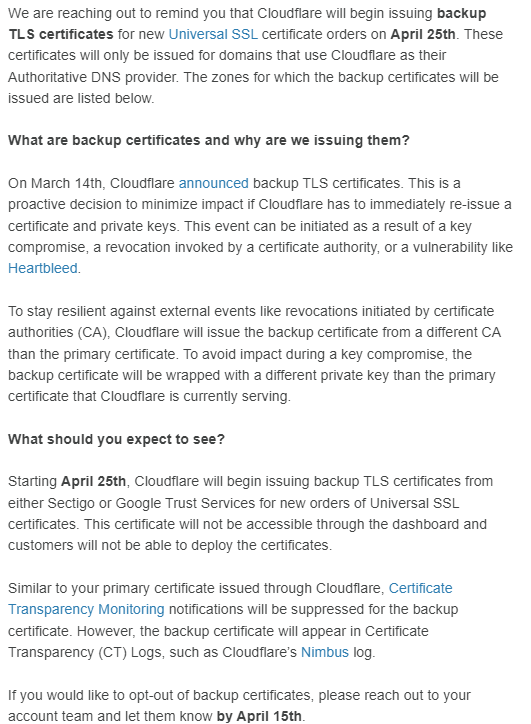 We are reaching out to remind you that Cloudflare will begin issuing backup
TLS certificates for new Universal SSL certificate orders on April 25th. These
certificates will only be issued for domains that use Cloudflare as their
Authoritative DNS provider. The zones for which the backup certificates will be
issued are listed below.
What are backup certificates and why are we issuing them?
On March 14th, Cloudflare announced backup TLS certificates. This is a
proactive decision to minimize impact if Cloudflare has to immediately re-issue a
certificate and private keys. This event can be initiated as a result of a key
compromise, a revocation invoked by a certificate authority, or a vulnerability like
Heartbleed.
To stay resilient against external events like revocations initiated by certificate
authorities (CA), Cloudflare will issue the backup certificate from a different CA
than the primary certificate. To avoid impact during a key compromise, the
backup certificate will be wrapped with a different private key than the primary
certificate that Cloudflare is currently serving.
What should you expect to see?
Starting April 25th, Cloudflare will begin issuing backup TLS certificates from
either Sectigo or Google Trust Services for new orders of Universal SSL
certificates. This certificate will not be accessible through the dashboard and
customers will not be able to deploy the certificates.
Similar to your primary certificate issued through Cloudflare, Certificate
Transparency Monitoring notifications will be suppressed for the backup
certificate. However, the backup certificate will appear in Certificate
Transparency (CT) Logs, such as Cloudflare's Nimbus log.
If you would like to opt-out of backup certificates, please reach out to your
account team and let them know by April 15th.